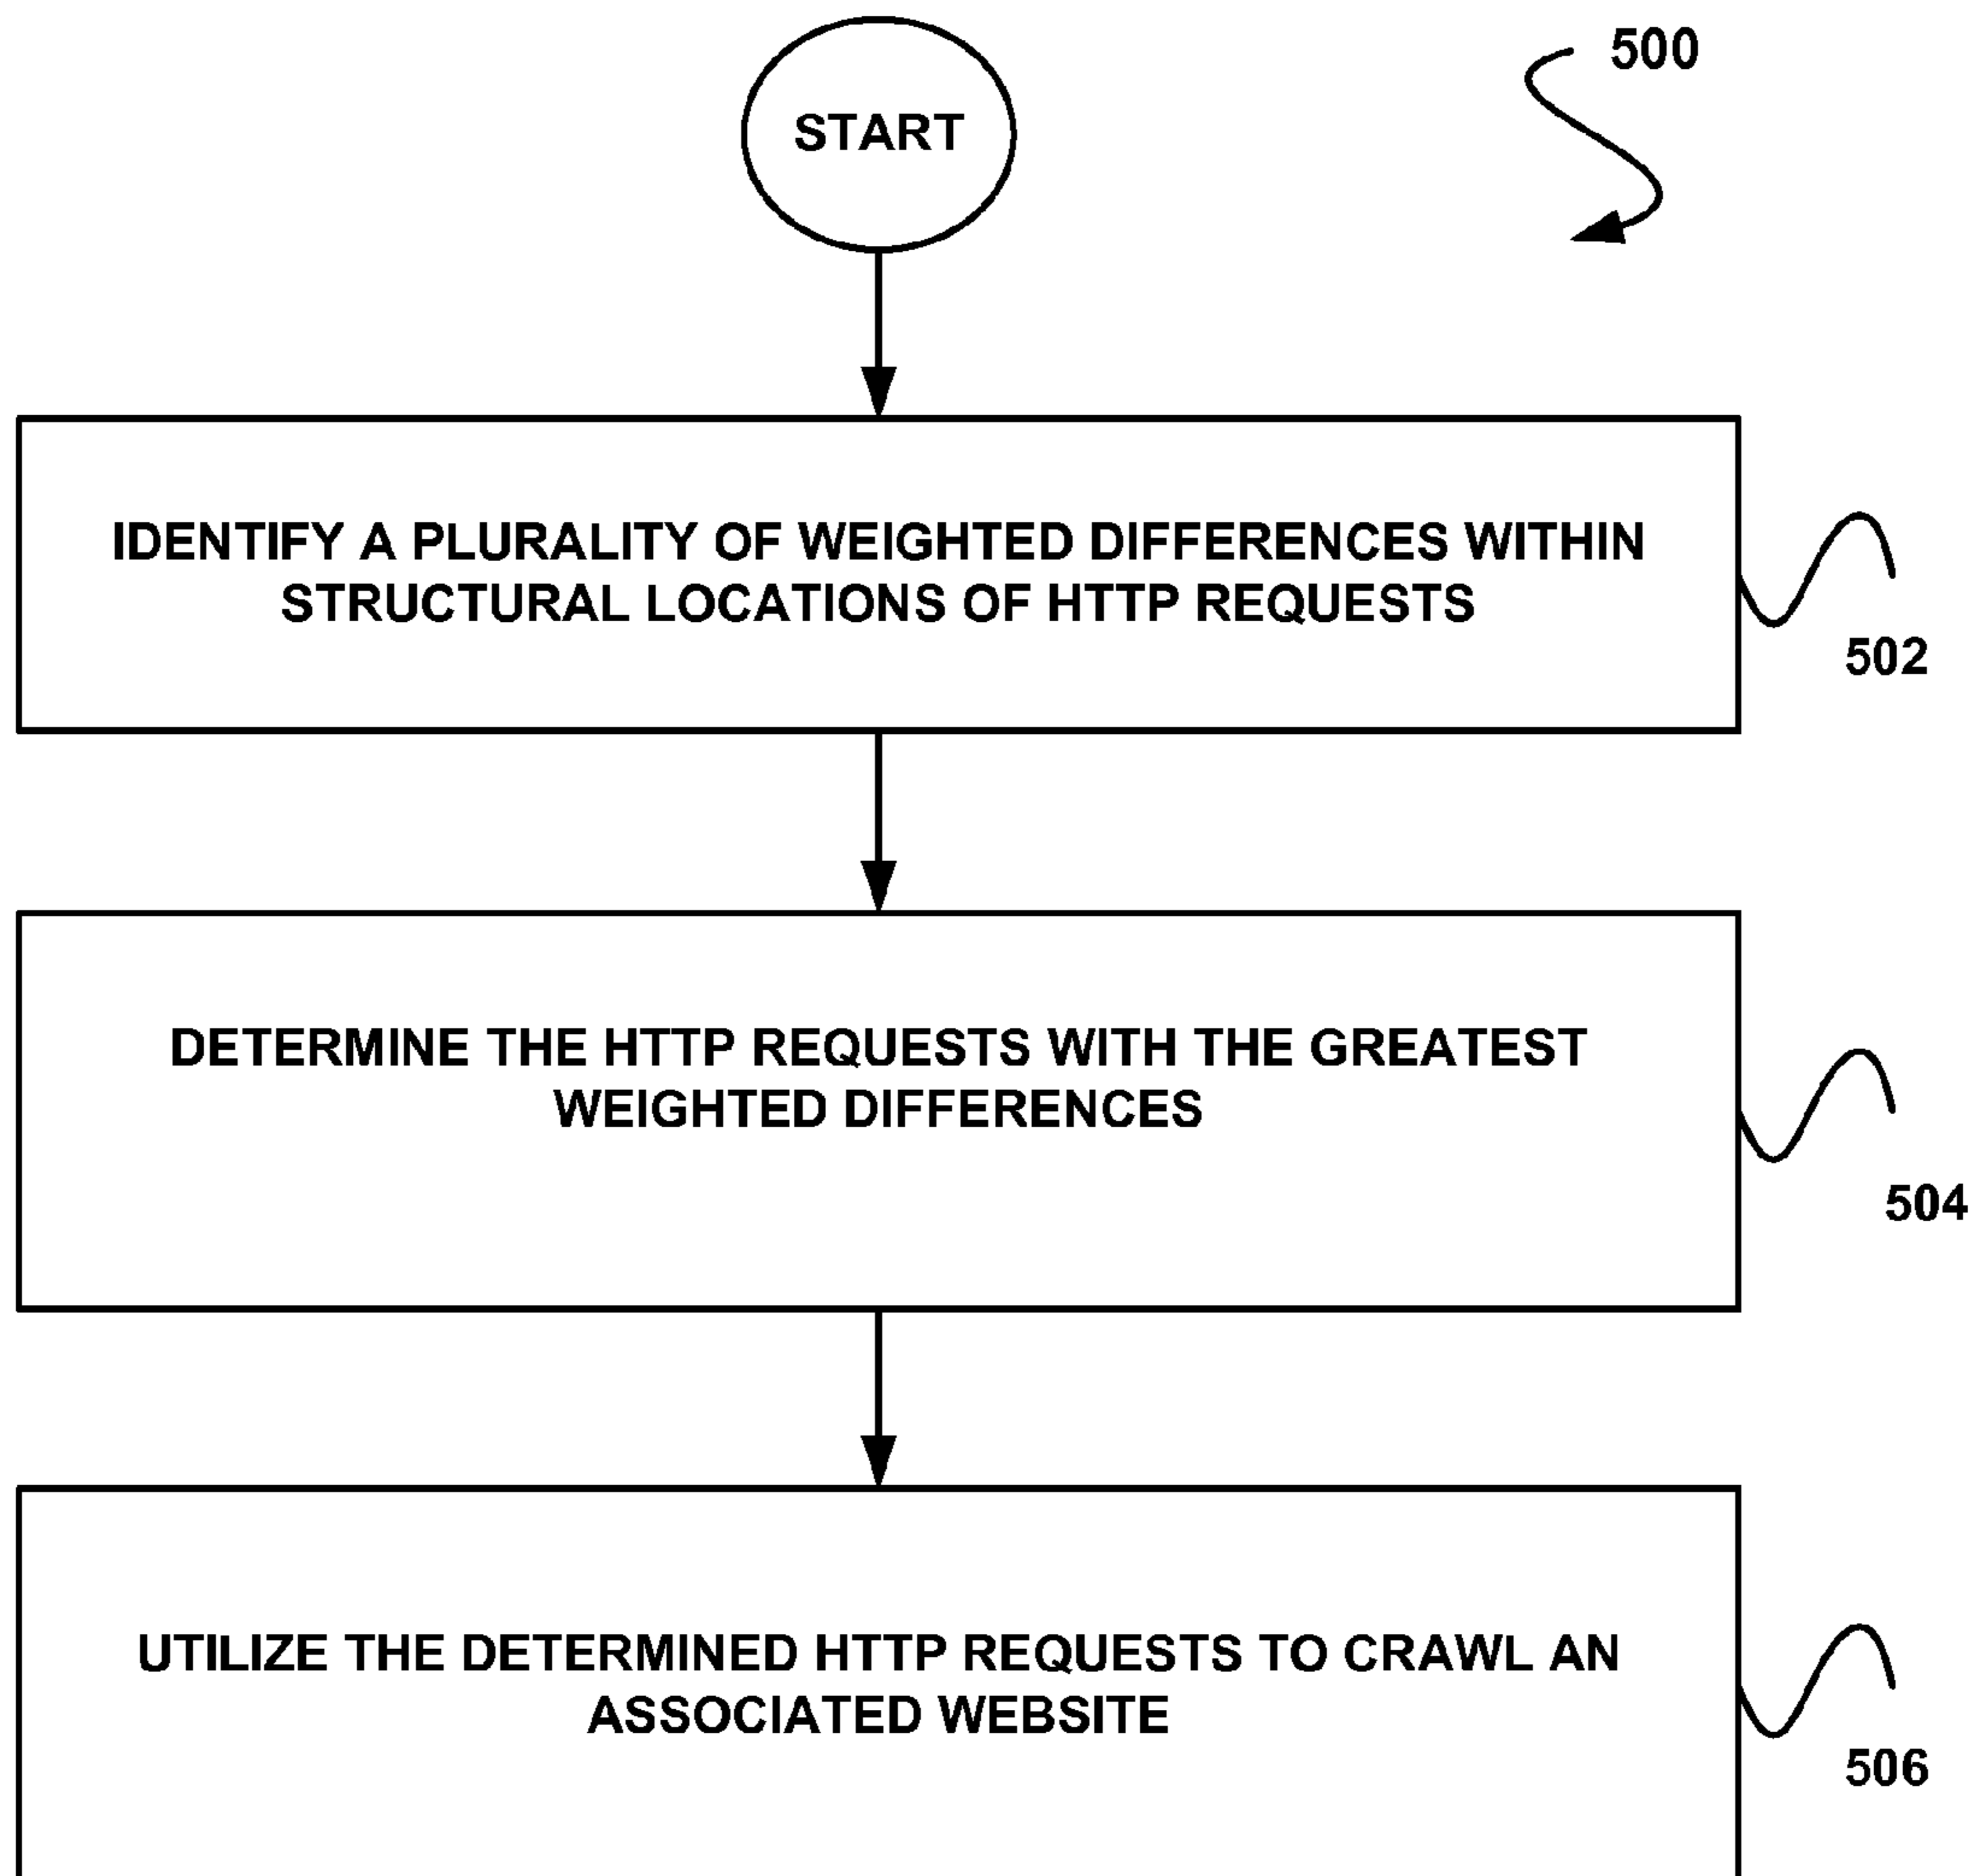 START
500
IDENTIFY A PLURALITY OF WEIGHTED DIFFERENCES WITHIN
STRUCTURAL LOCATIONS OF HTTP REQUESTS
502
DETERMINE THE HTTP REQUESTS WITH THE GREATEST
WEIGHTED DIFFERENCES
504
UTILIZE THE DETERMINED HTTP REQUESTS TO CRAWL AN
ASSOCIATED WEBSITE
506